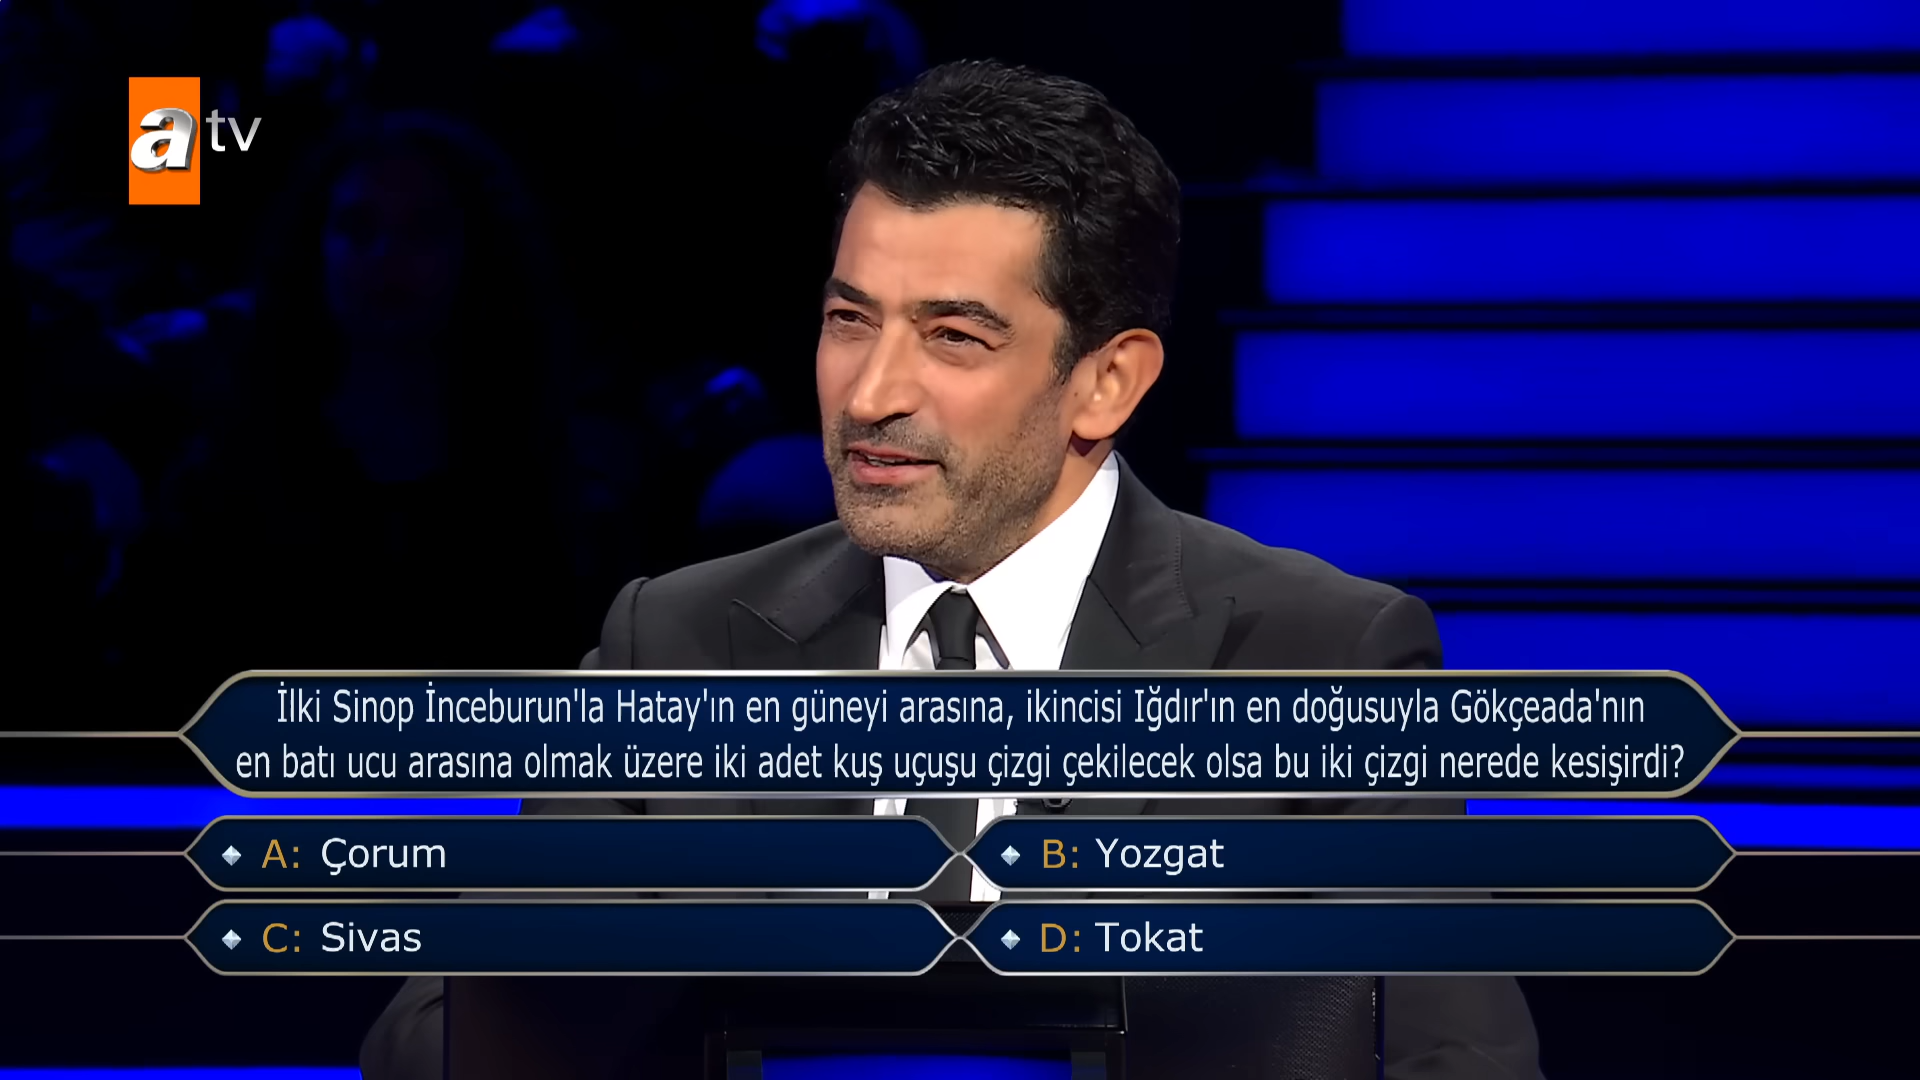 atv
İlki Sinop İnceburun'la Hatay'ın en güneyi arasına, ikincisi Iğdır'ın en doğusuyla Gökçeada'nın
en batı ucu arasına olmak üzere iki adet kuş uçuşu çizgi çekilecek olsa bu iki çizgi nerede kesişirdi?
A: Çorum
B: Yozgat
C: Sivas
D: Tokat